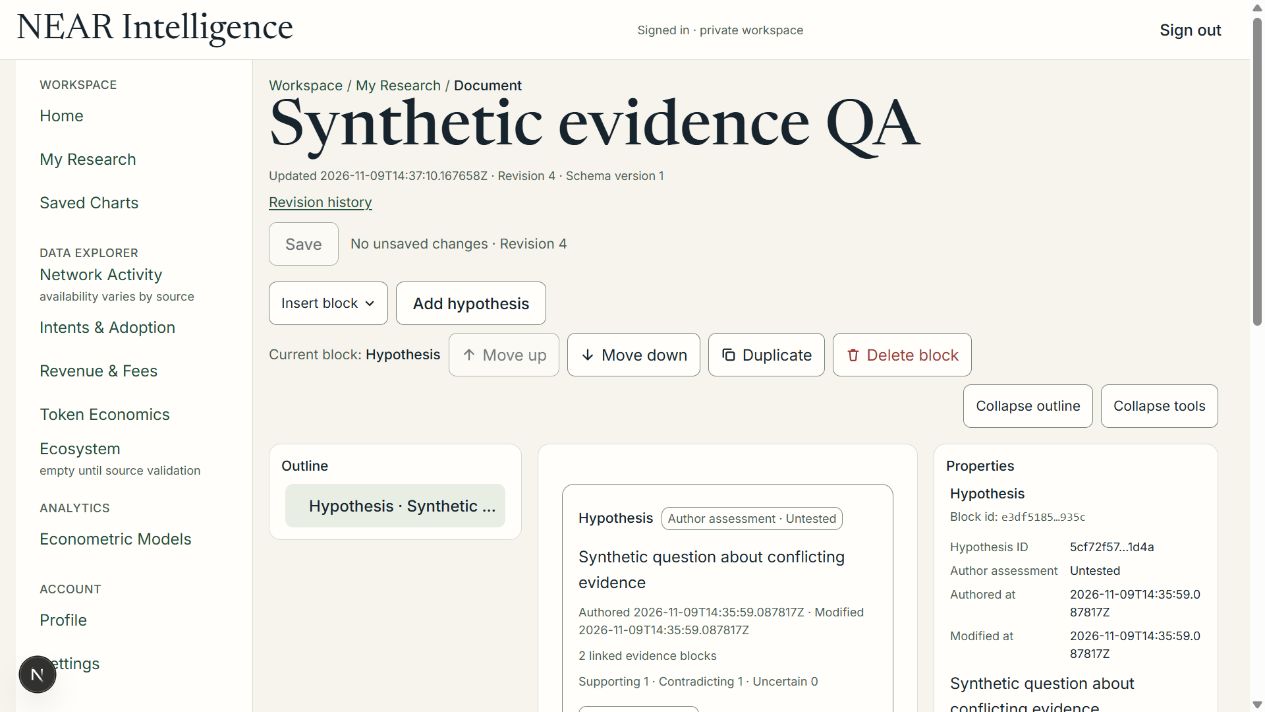 NEAR Intelligence
Signed in · private workspace
Sign out
WORKSPACE
Home
My Research
Saved Charts
DATA EXPLORER
Network Activity
availability varies by source
Intents & Adoption
Revenue & Fees
Token Economics
Ecosystem
empty until source validation
ANALYTICS
Econometric Models
ACCOUNT
Profile
ettings
N
Workspace / My Research / Document
Synthetic evidence QA
Updated 2026-11-09T14:37:10.167658Z · Revision 4 · Schema version 1
Revision history
Save
No unsaved changes · Revision 4
Insert block
Add hypothesis
Current block: Hypothesis
Move up
Move down
Duplicate
Delete block
Collapse outline
Collapse tools
Outline
Hypothesis · Synthetic ...
Hypothesis
Author assessment · Untested
Synthetic question about conflicting
evidence
Authored 2026-11-09T14:35:59.087817Z · Modified
2026-11-09T14:35:59.087817Z
2 linked evidence blocks
Supporting 1 · Contradicting 1 · Uncertain 0
Properties
Hypothesis
Block id: e3df5185…935c
Hypothesis ID 5cf72f57…1d4a
Author assessment Untested
Authored at 2026-11-09T14:35:59.0
87817Z
Modified at 2026-11-09T14:35:59.0
87817Z
Synthetic question about
conflicting evidence